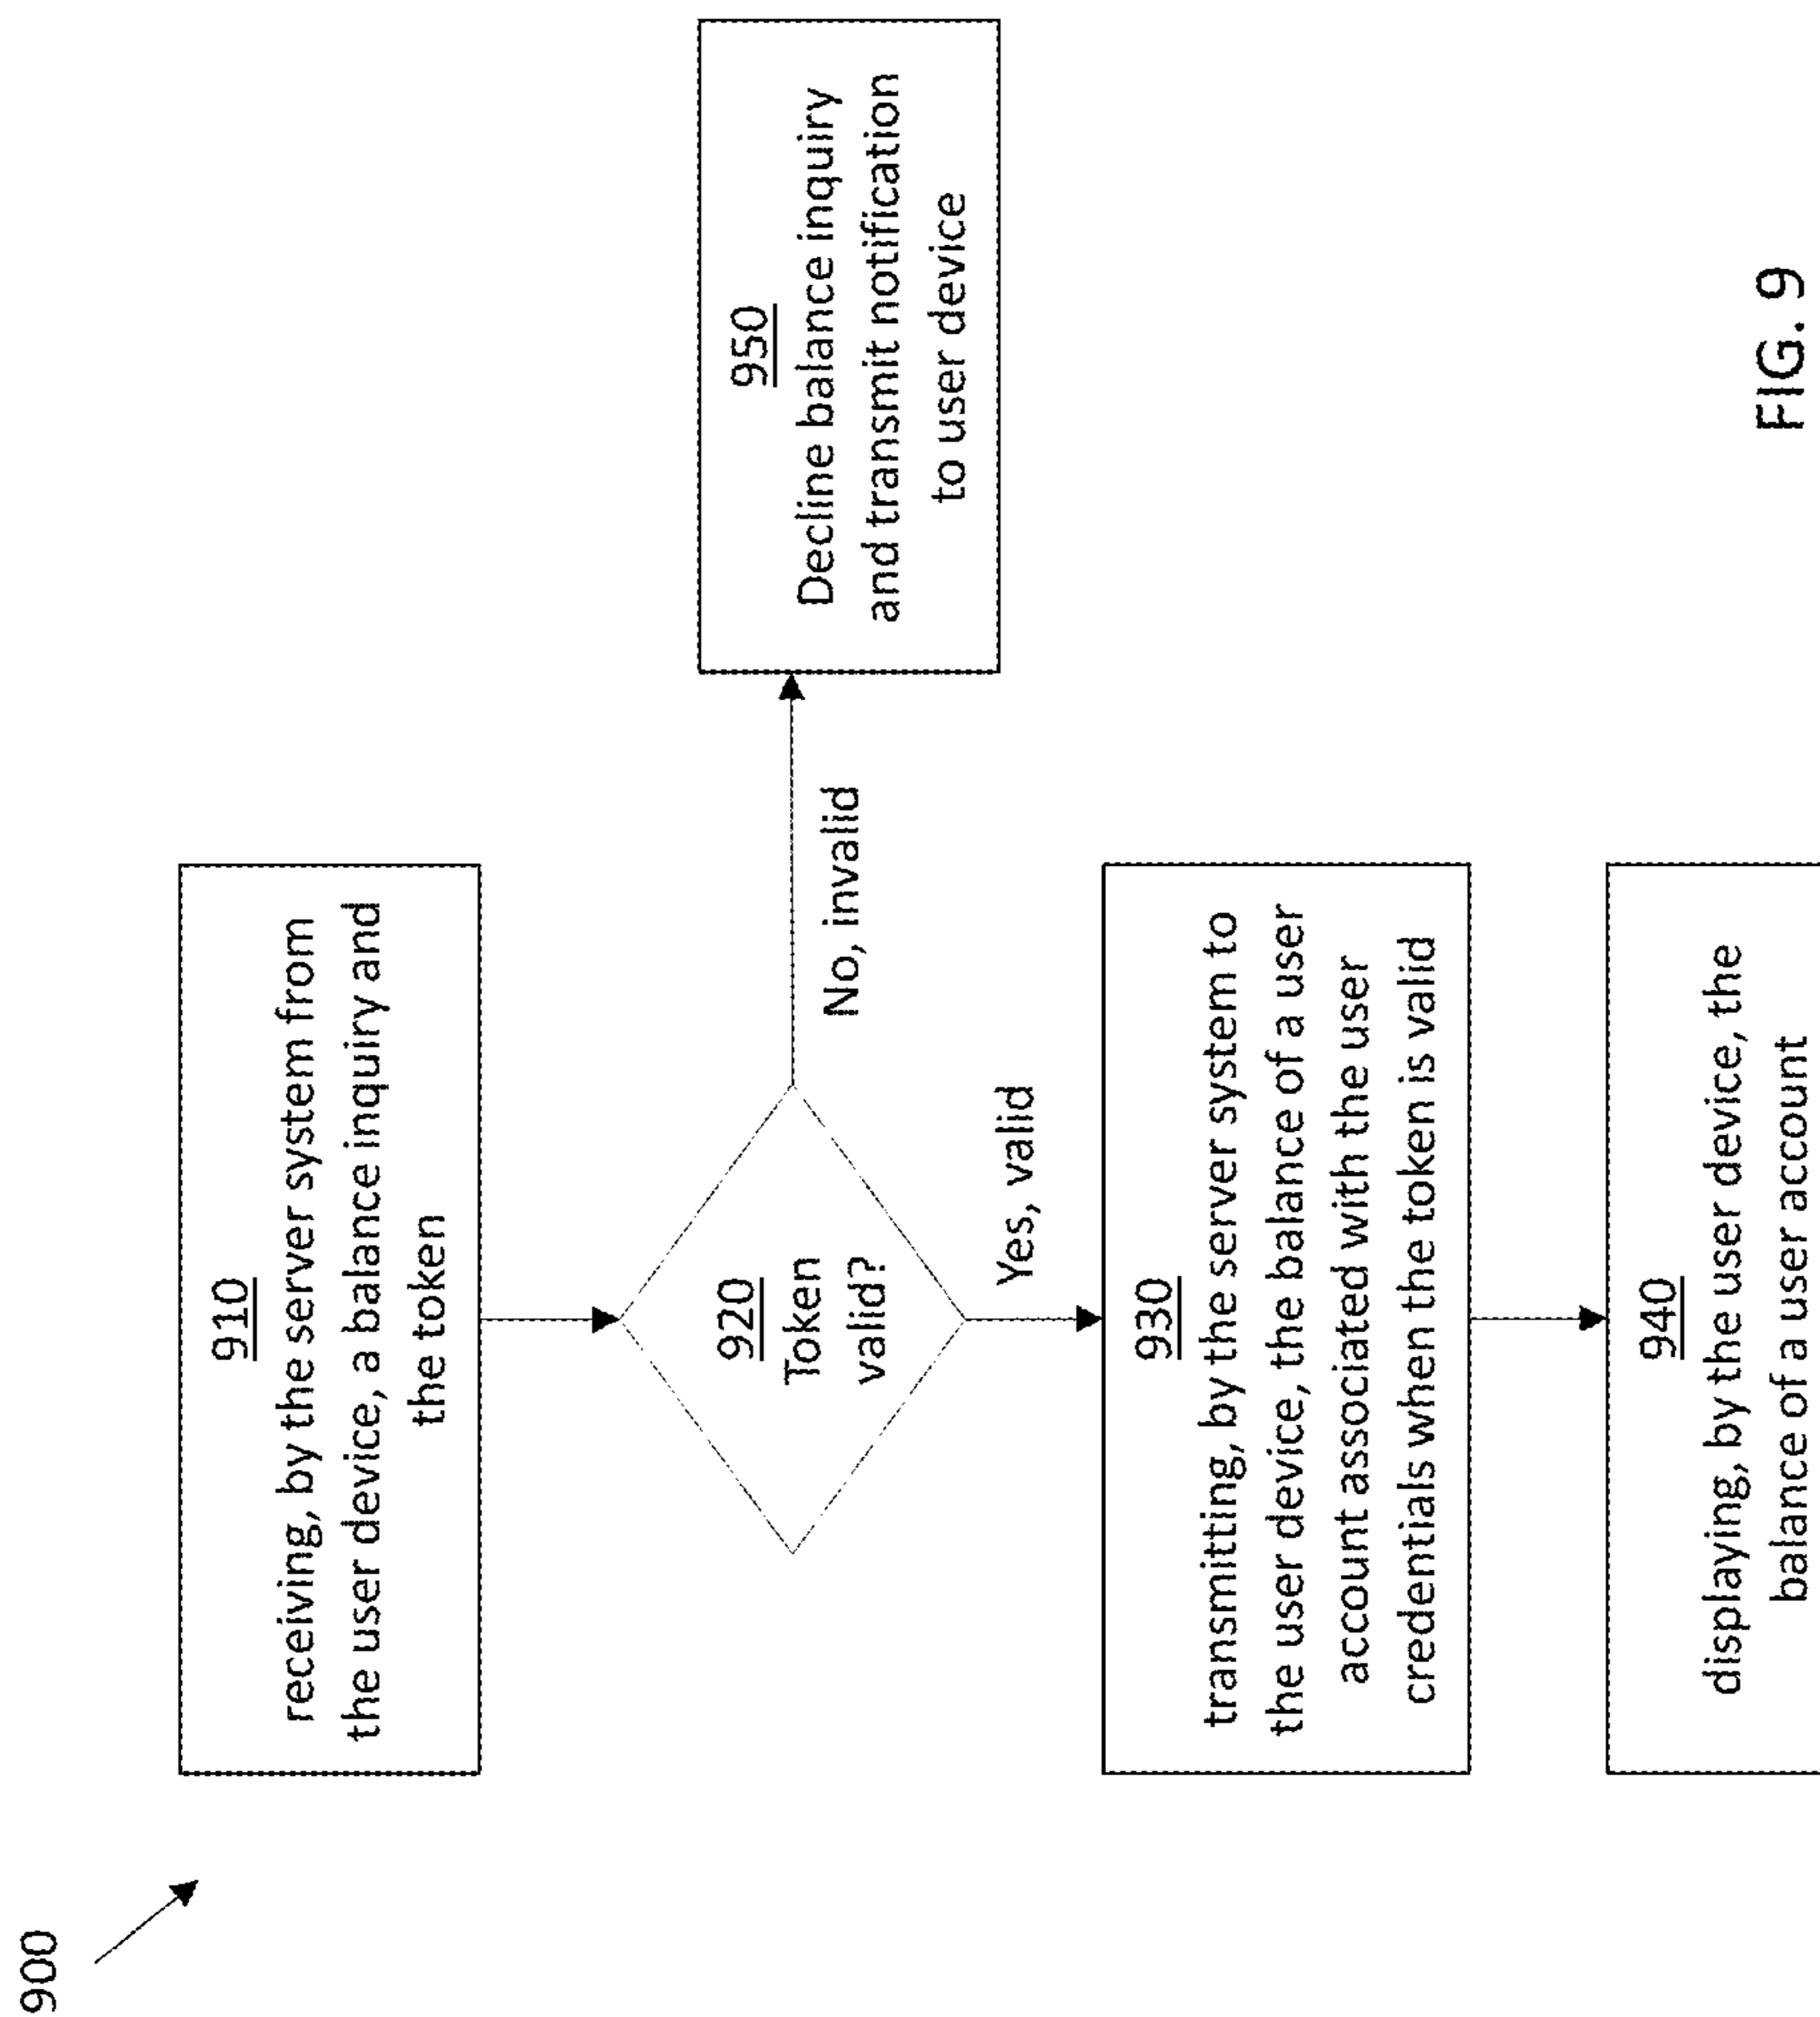 900
910
receiving, by the server system from
the user device, a balance inquiry and
the token
920
Token
valid?
No, invalid
950
Decline balance inquiry
and transmit notification
to user device
Yes, valid
930
transmitting, by the server system to
the user device, the balance of a user
account associated with the user
credentials when the token is valid
940
displaying, by the user device, the
balance of a user account
FIG. 9